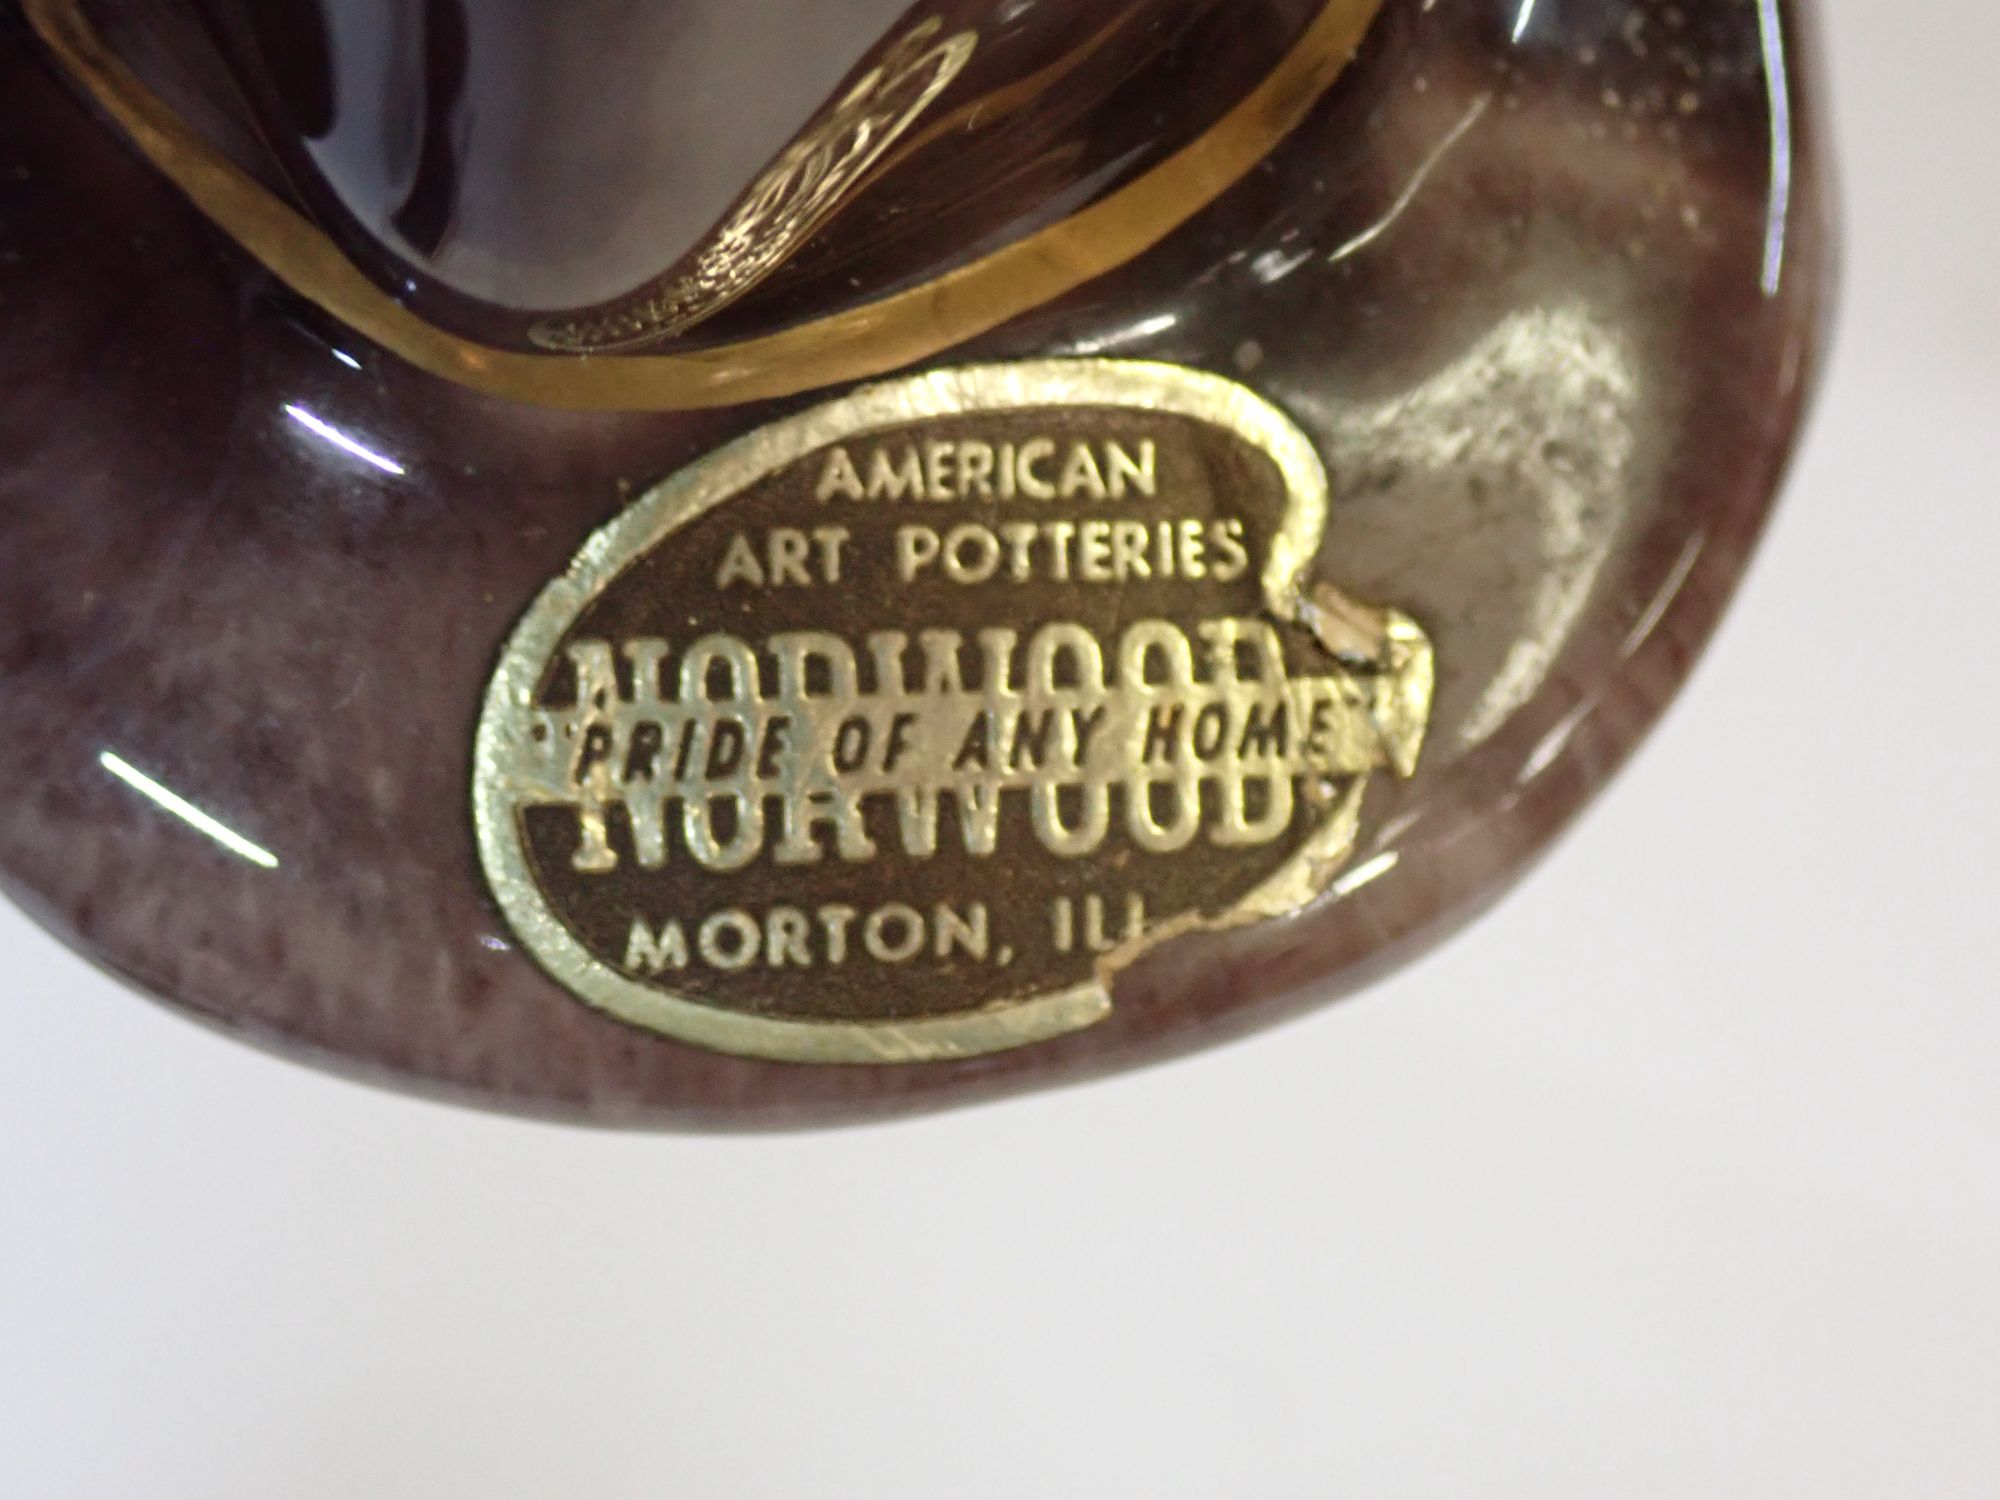 AMERICAN
ART POTTERIES
NORWOOD
"PRIDE OF ANY HOME"
MORTON, ILL